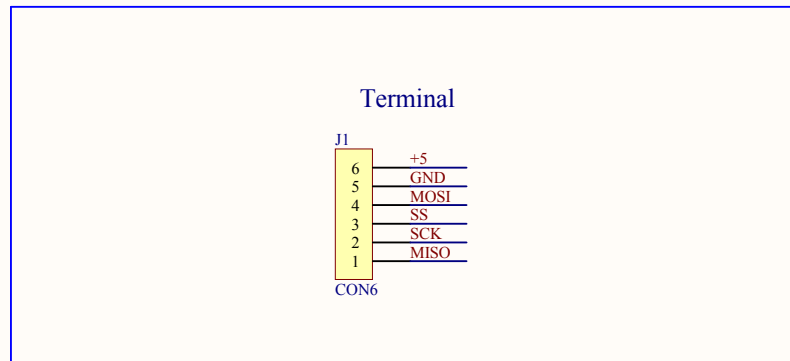 Terminal
J1
6 +5
5 GND
4 MOSI
3 SS
2 SCK
1 MISO
CON6